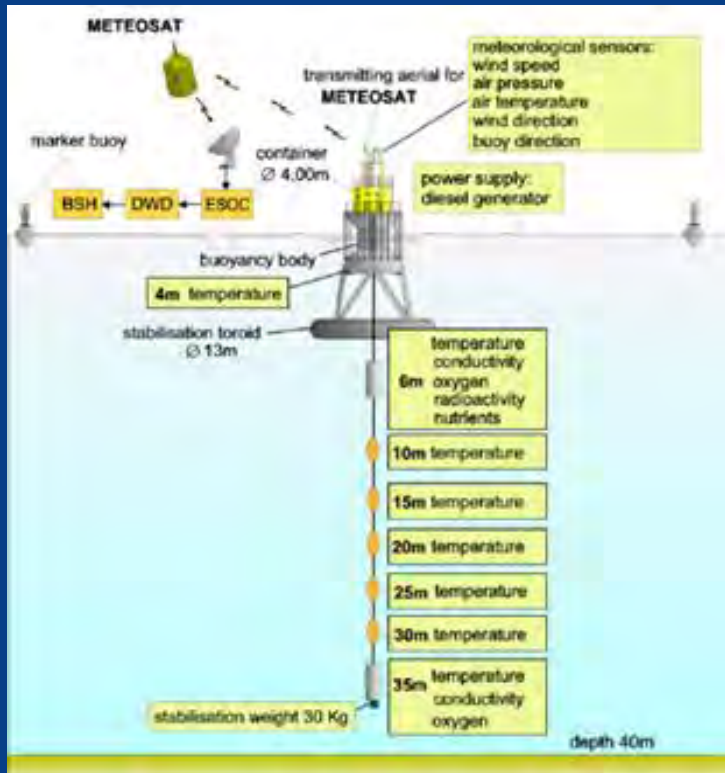 METEOSAT
transmitting aerial for
METEOSAT
meteorological sensors:
wind speed
air pressure
air temperature
wind direction
buoy direction
marker buoy
container
Ø 4,00m
power supply:
diesel generator
BSH
DWD
ESOC
buoyancy body
4m temperature
stabilisation toroid
Ø 13m
6m
temperature
conductivity
oxygen
radioactivity
nutrients
10m temperature
15m temperature
20m temperature
25m temperature
30m temperature
35m
temperature
conductivity
oxygen
stabilisation weight 30 Kg
depth 40m